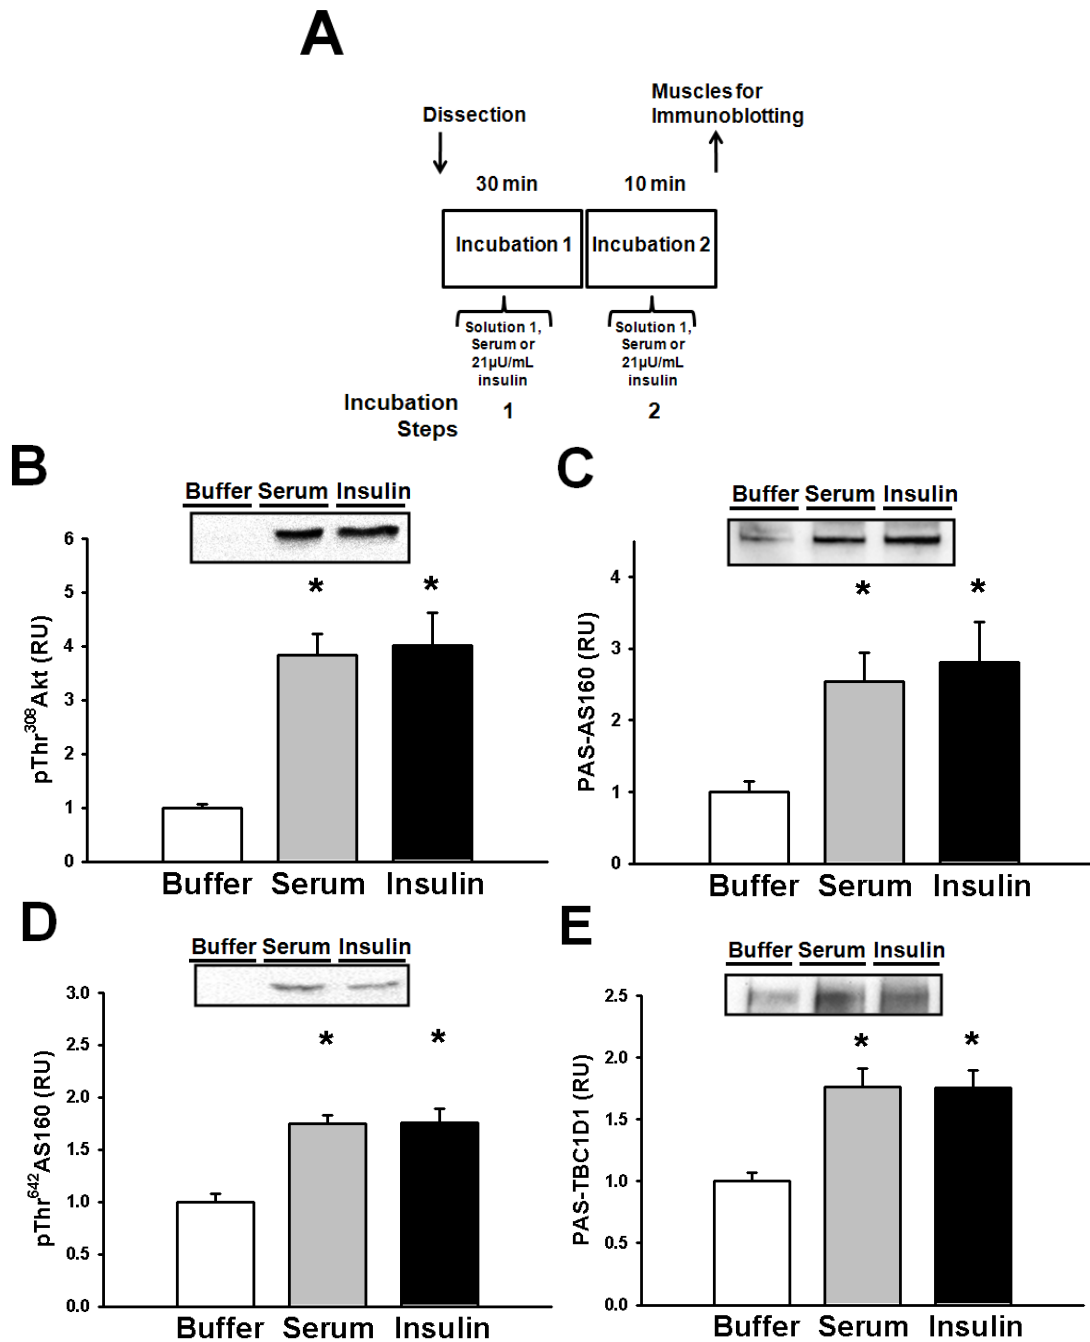 A
Dissection
Muscles for
Immunoblotting
30 min
10 min
Incubation 1
Incubation 2
Solution 1,
Serum or
21µU/mL
insulin
Solution 1,
Serum or
21µU/mL
insulin
Incubation
Steps
1
2
B
Buffer Serum Insulin
6
5
4
3
2
1
0
* *
pThr³⁰⁸Akt (RU)
Buffer Serum Insulin
C
Buffer Serum Insulin
4
3
2
1
0
* *
PAS-AS160 (RU)
Buffer Serum Insulin
D
Buffer Serum Insulin
3.0
2.5
2.0
1.5
1.0
0.5
0.0
* *
pThr⁶⁴²AS160 (RU)
Buffer Serum Insulin
E
Buffer Serum Insulin
2.5
2.0
1.5
1.0
0.5
0.0
* *
PAS-TBC1D1 (RU)
Buffer Serum Insulin